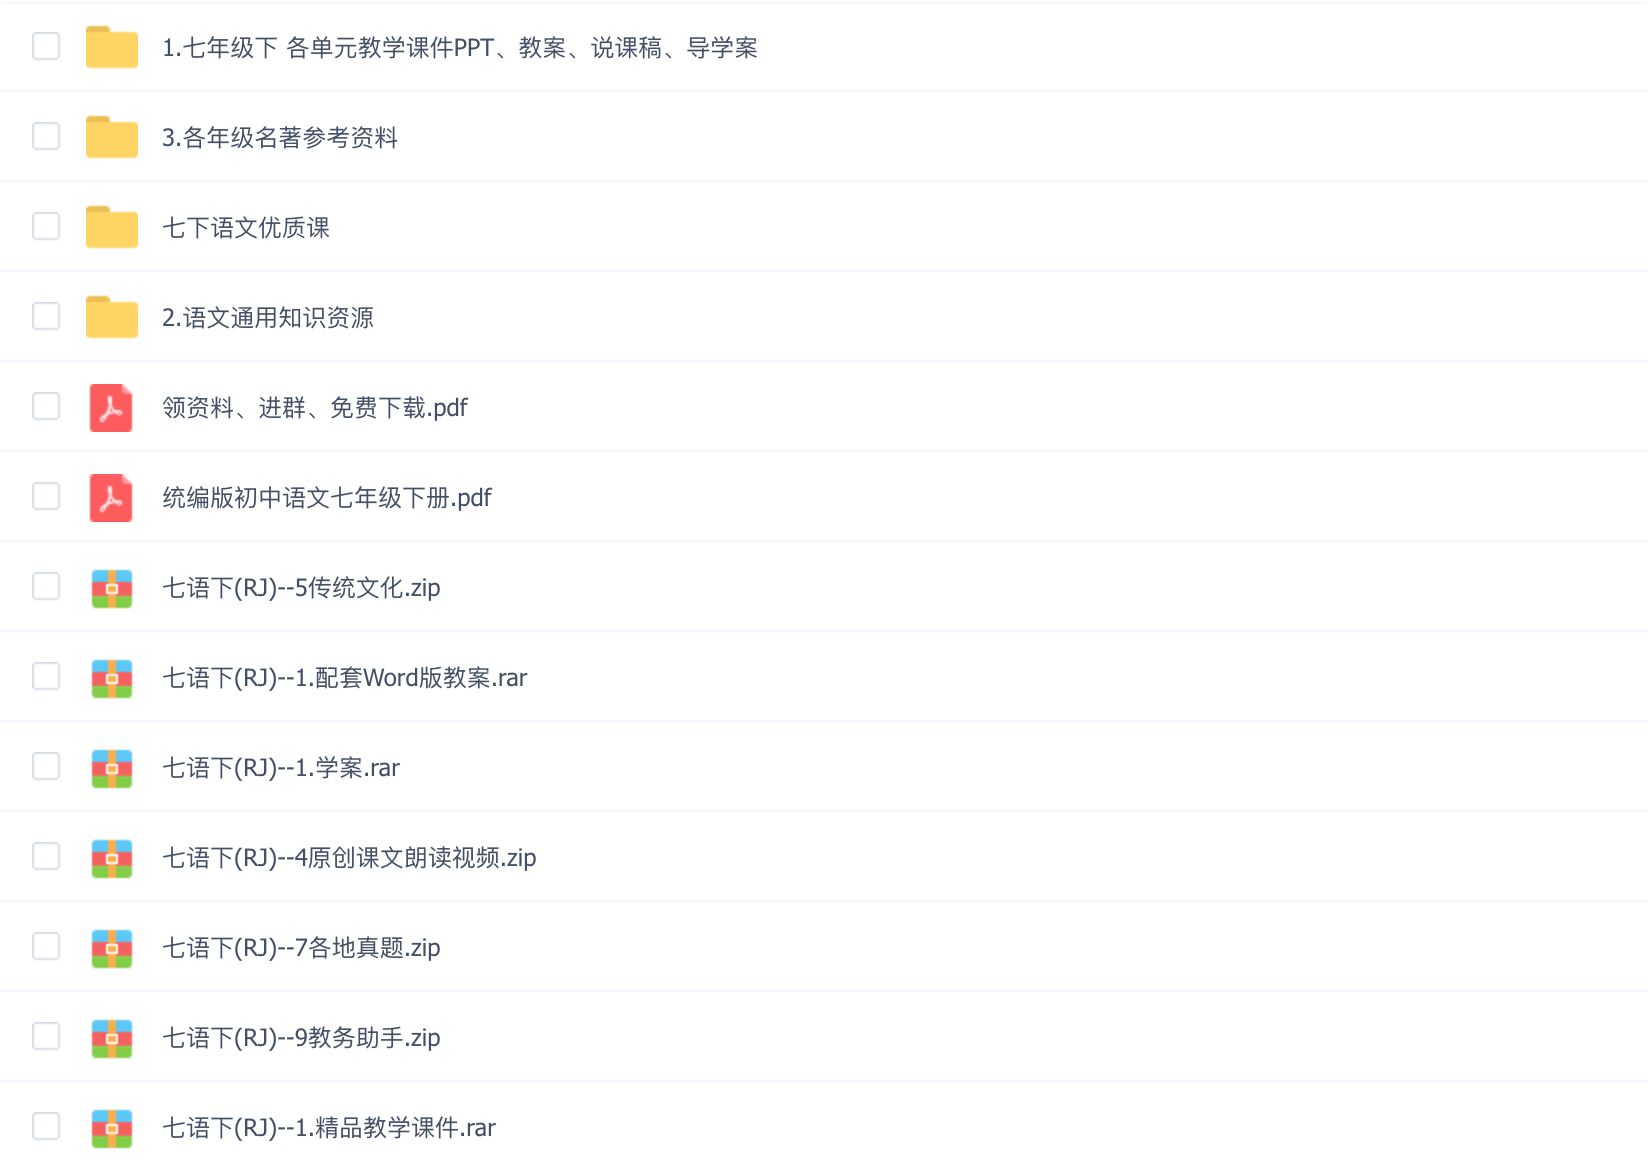 1.七年级下 各单元教学课件PPT、教案、说课稿、导学案
3.各年级名著参考资料
七下语文优质课
2.语文通用知识资源
领资料、进群、免费下载.pdf
统编版初中语文七年级下册.pdf
七语下(RJ)--5传统文化.zip
七语下(RJ)--1.配套Word版教案.rar
七语下(RJ)--1.学案.rar
七语下(RJ)--4原创课文朗读视频.zip
七语下(RJ)--7各地真题.zip
七语下(RJ)--9教务助手.zip
七语下(RJ)--1.精品教学课件.rar